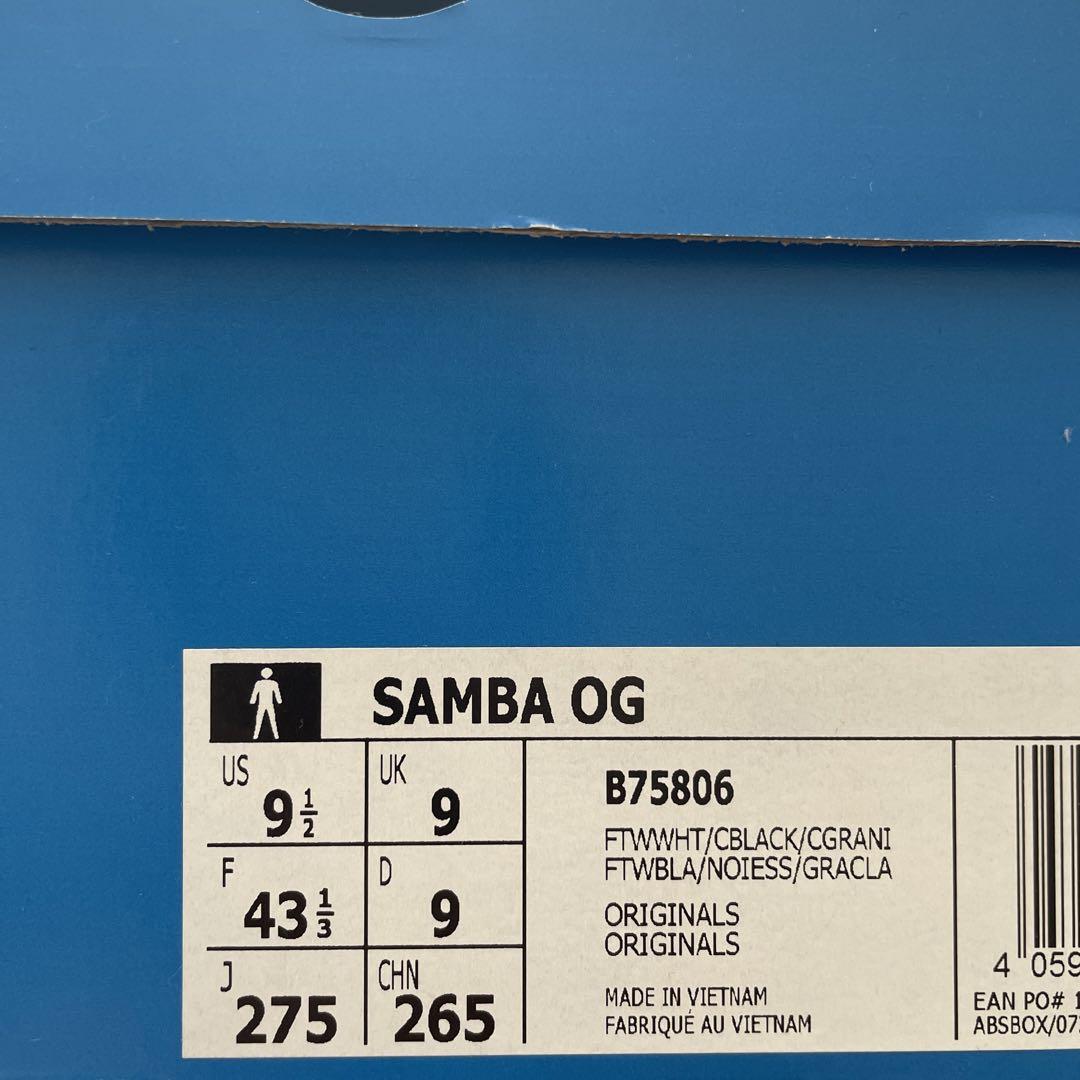 SAMBA OG
US 9 1/2
UK 9
F 43 1/3
D 9
J 275
CHN 265
B75806
FTWWHT/CBLACK/CGRANI
FTWBLA/NOIESS/GRACLA
ORIGINALS
ORIGINALS
MADE IN VIETNAM
FABRIQUÉ AU VIETNAM
4 059
EAN PO# 1
ABSBOX/07